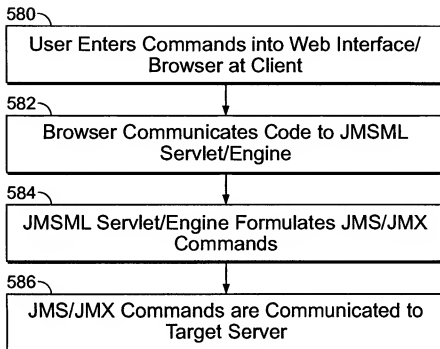 580
User Enters Commands into Web Interface/
Browser at Client
582
Browser Communicates Code to JMSML
Servlet/Engine
584
JMSML Servlet/Engine Formulates JMS/JMX
Commands
586
JMS/JMX Commands are Communicated to
Target Server